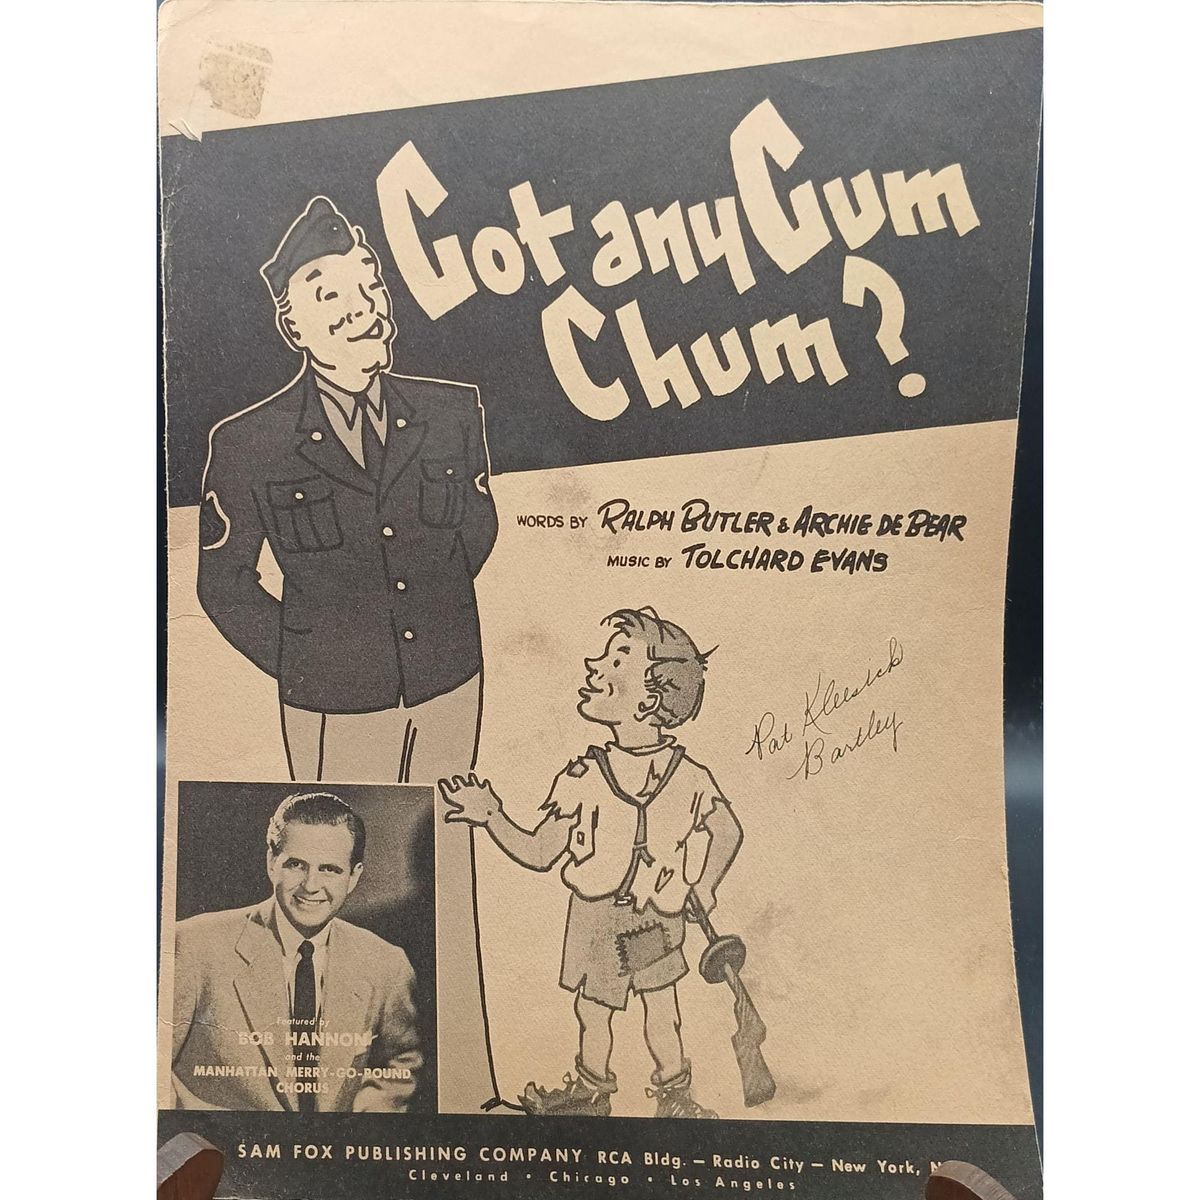 Got any Gum
Chum?
WORDS BY RALPH BUTLER & ARCHIE DE BEAR
MUSIC BY TOLCHARD EVANS
Pat
Bartley
Featured by
BOB HANNON
and the
MANHATTAN MERRY-GO-ROUND
CHORUS
SAM FOX PUBLISHING COMPANY RCA Bldg. — Radio City — New York,
Cleveland • Chicago • Los Angeles